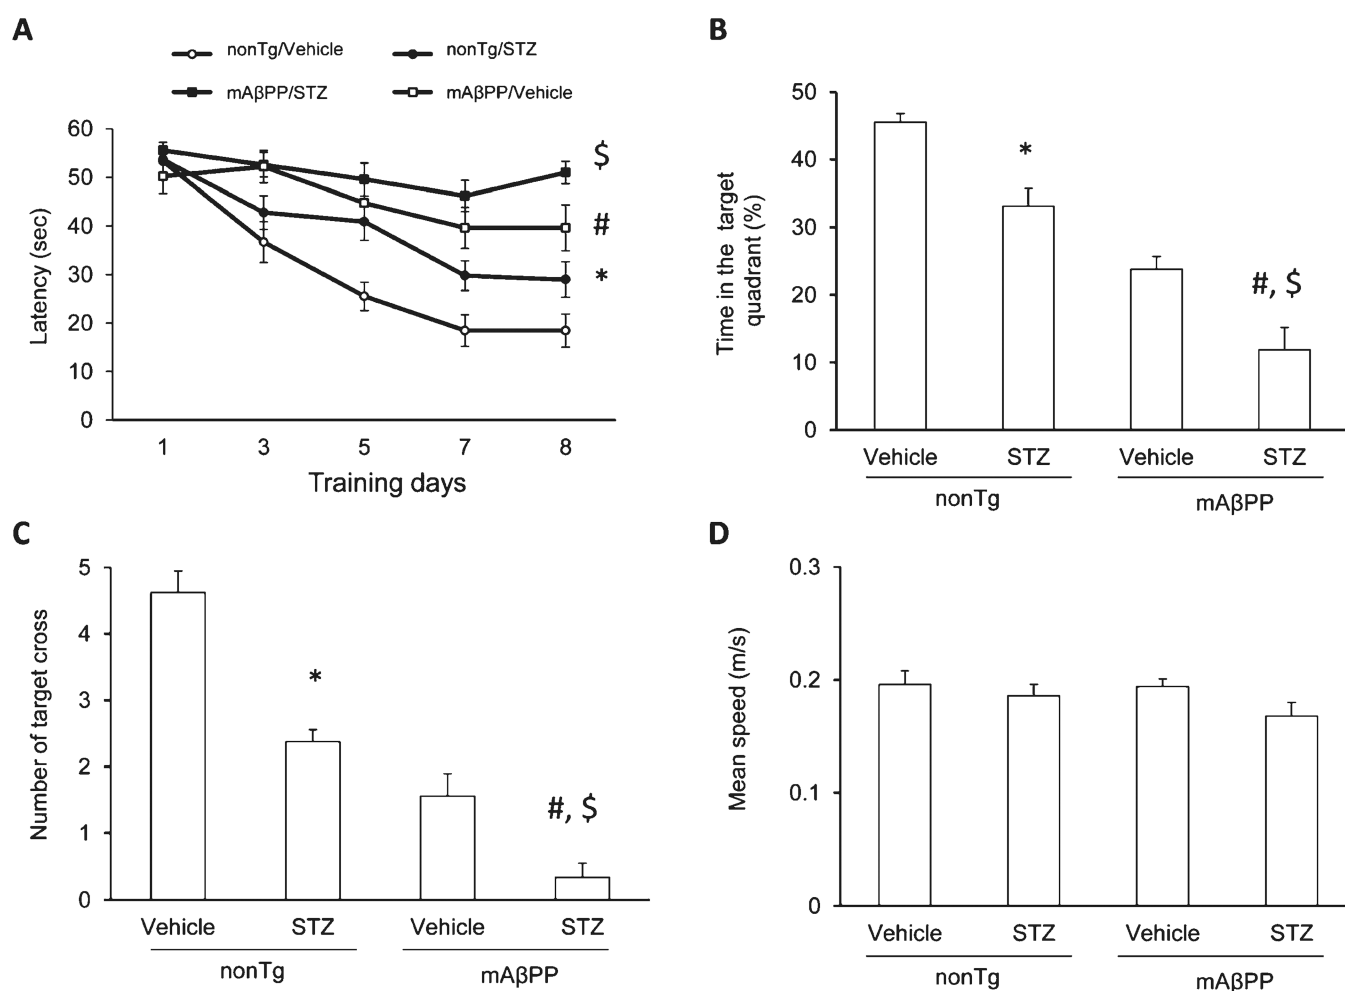 A
nonTg/Vehicle
nonTg/STZ
mAβPP/STZ
mAβPP/Vehicle
60
50
40
30
20
10
0
Latency (sec)
$
#
*
1 3 5 7 8
Training days
B
50
40
30
20
10
0
Time in the target
quadrant (%)
*
#, $
Vehicle STZ Vehicle STZ
nonTg mAβPP
C
5
4
3
2
1
0
Number of target cross
*
#, $
Vehicle STZ Vehicle STZ
nonTg mAβPP
D
0.3
0.2
0.1
0
Mean speed (m/s)
Vehicle STZ Vehicle STZ
nonTg mAβPP